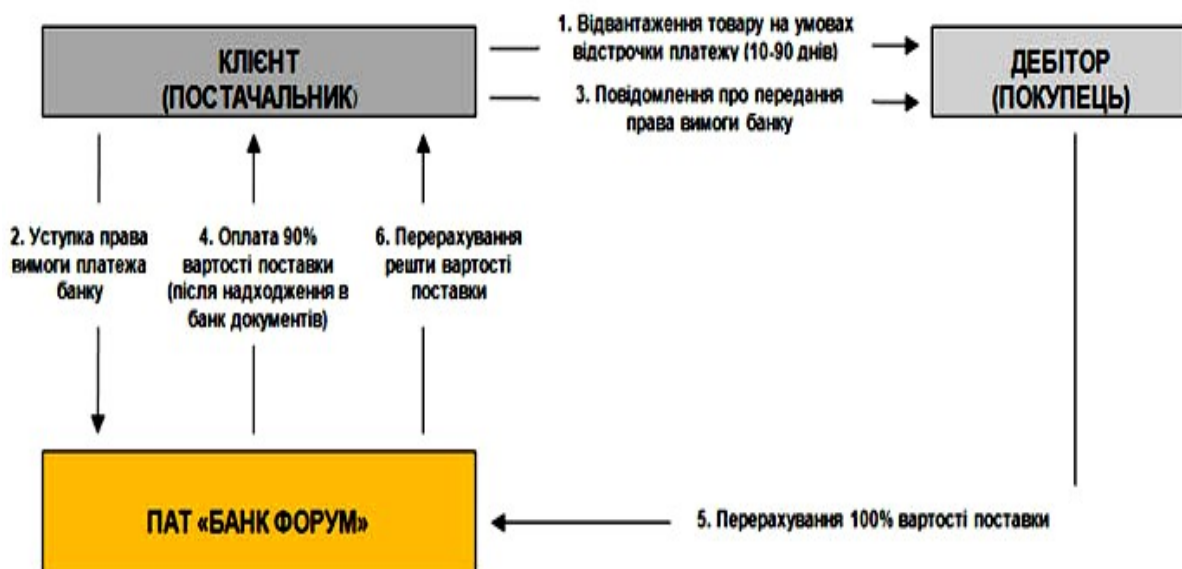 КЛІЄНТ
(ПОСТАЧАЛЬНИК)
1. Відвантаження товару на умовах
відстрочки платежу (10-90 днів)
3. Повідомлення про передання
права вимоги банку
ДЕБІТОР
(ПОКУПЕЦЬ)
2. Уступка права
вимоги платежа
банку
4. Оплата 90%
вартості поставки
(після надходження в
банк документів)
6. Перерахування
решти вартості
поставки
ПАТ «БАНК ФОРУМ»
5. Перерахування 100% вартості поставки